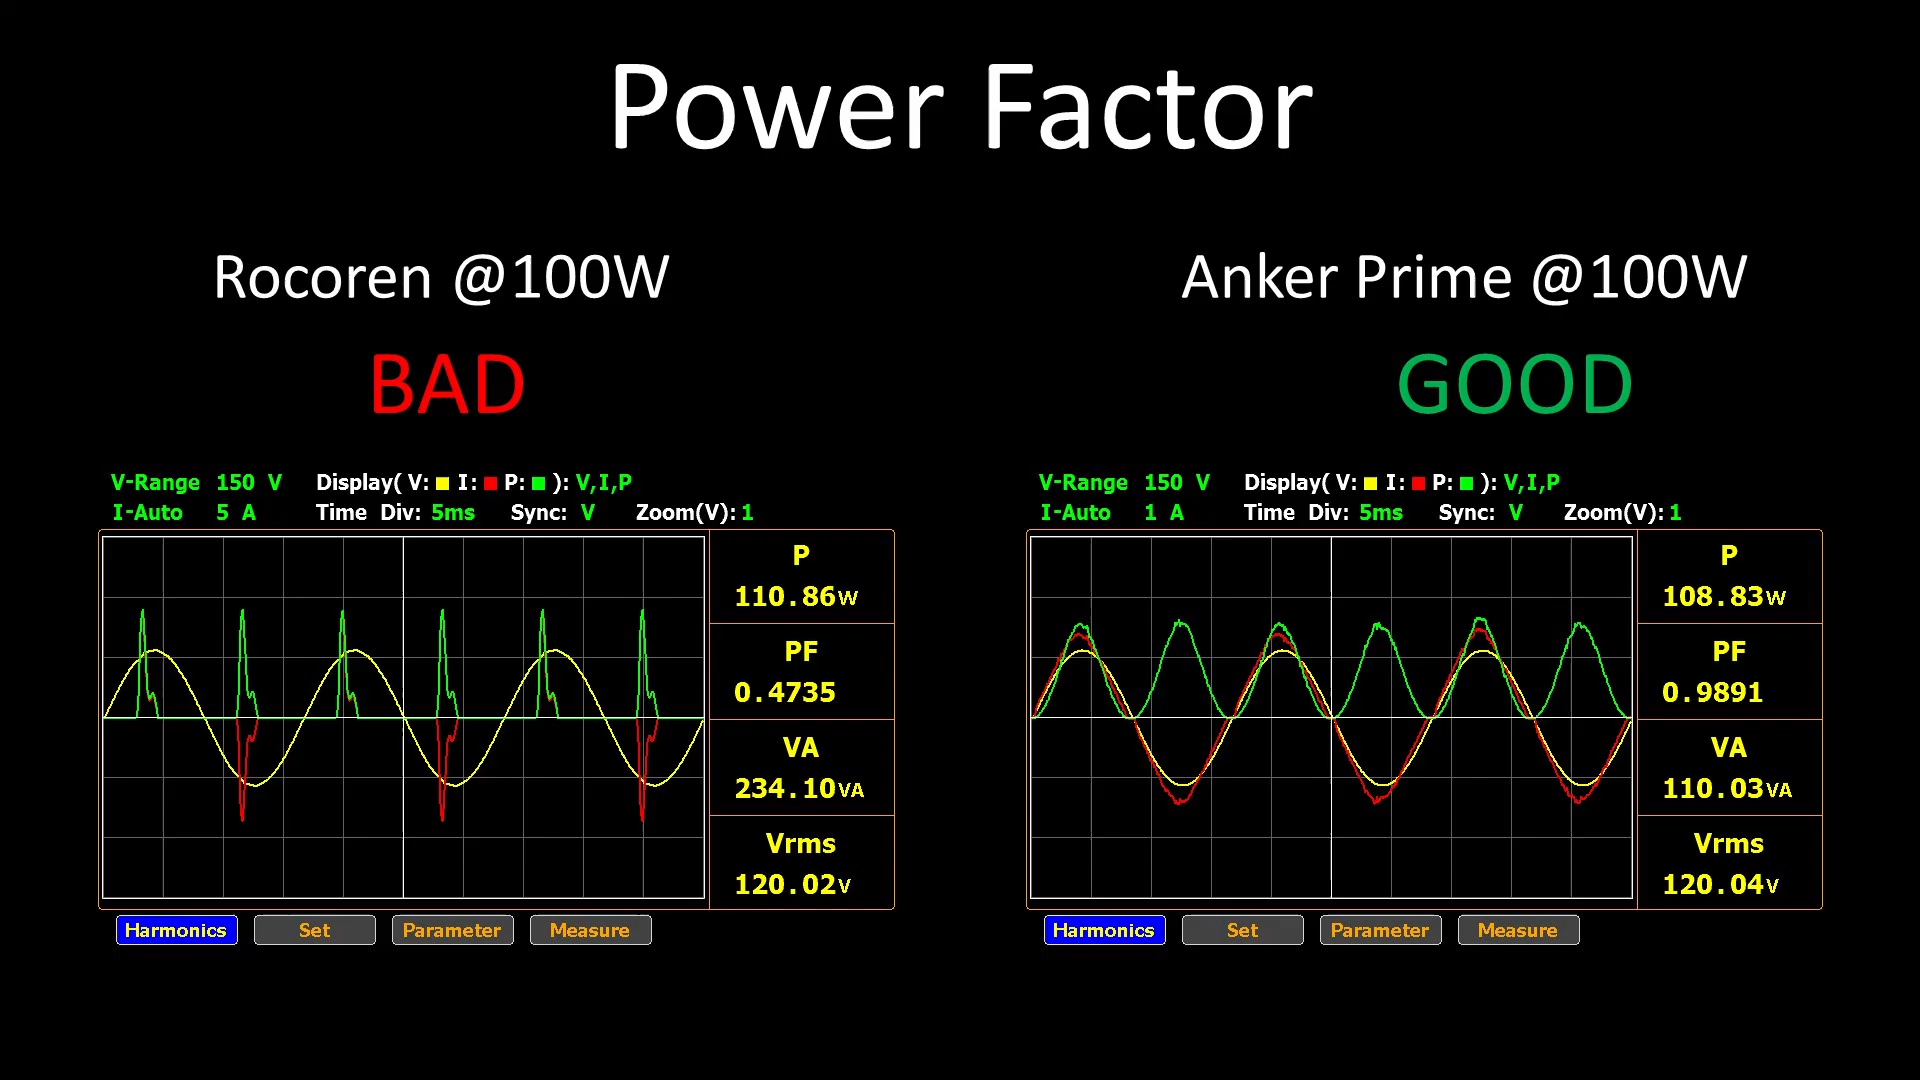 Power Factor
Rocoren @100W
BAD
V-Range 150 V Display( V: I: P: ): V,I,P
I-Auto 5 A Time Div: 5ms Sync: V Zoom(V): 1
P
110.86W
PF
0.4735
VA
234.10VA
Vrms
120.02V
Harmonics Set Parameter Measure
Anker Prime @100W
GOOD
V-Range 150 V Display( V: I: P: ): V,I,P
I-Auto 1 A Time Div: 5ms Sync: V Zoom(V): 1
P
108.83W
PF
0.9891
VA
110.03VA
Vrms
120.04V
Harmonics Set Parameter Measure